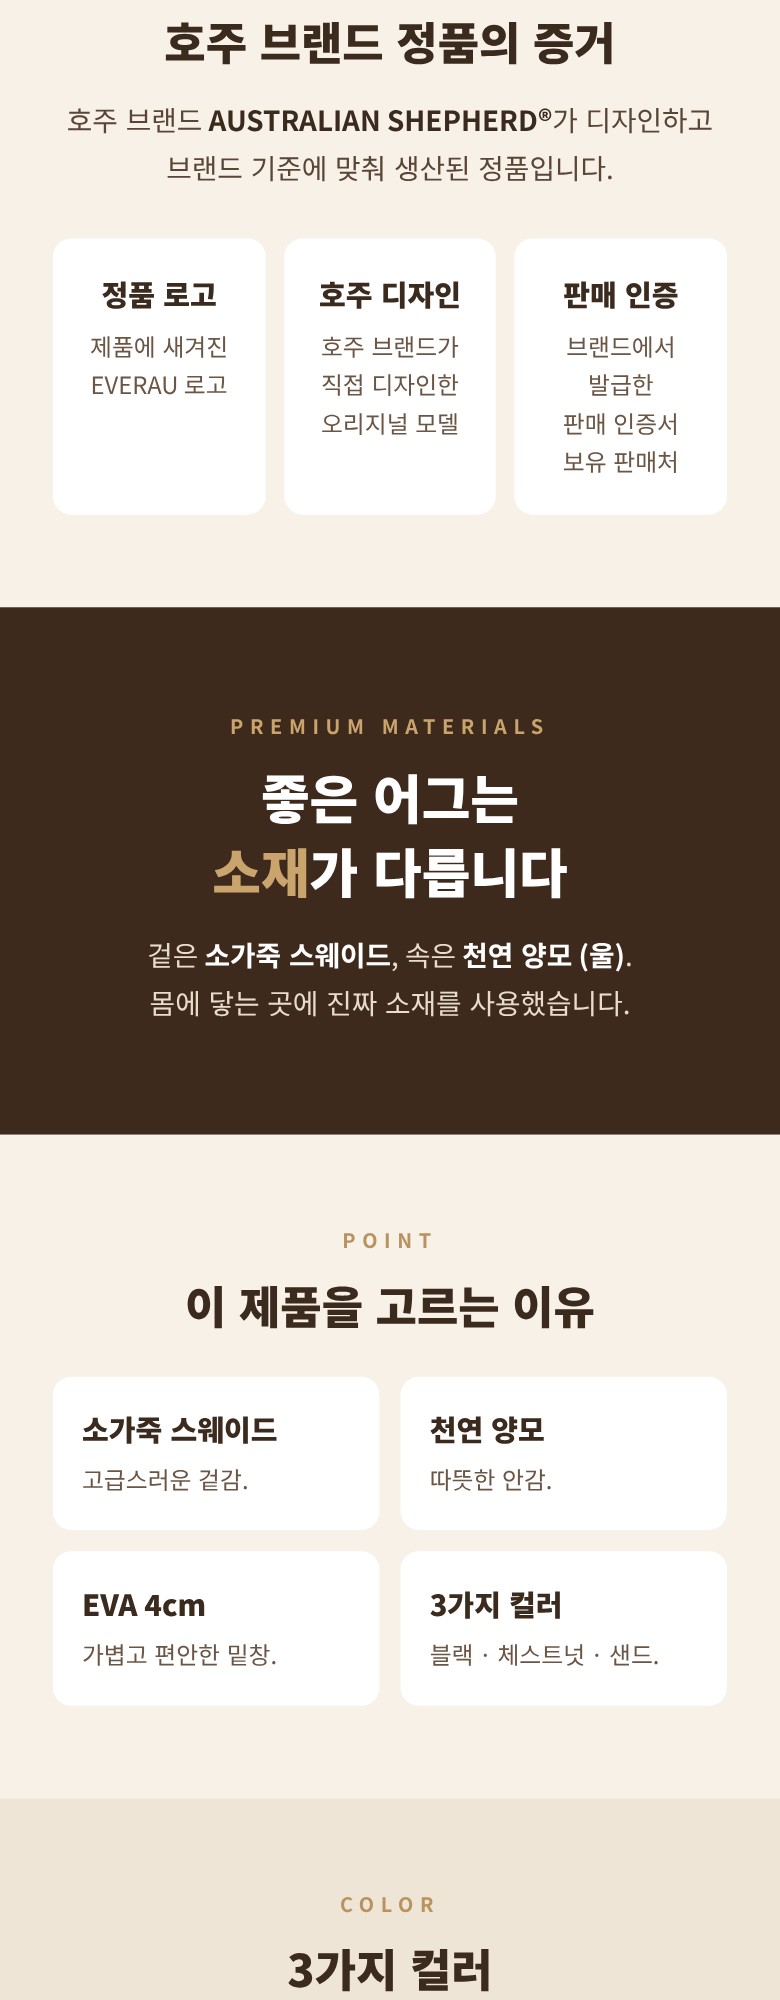 호주 브랜드 정품의 증거
호주 브랜드 AUSTRALIAN SHEPHERD®가 디자인하고
브랜드 기준에 맞춰 생산된 정품입니다.
정품 로고
제품에 새겨진
EVERAU 로고
호주 디자인
호주 브랜드가
직접 디자인한
오리지널 모델
판매 인증
브랜드에서
발급한
판매 인증서
보유 판매처
PREMIUM MATERIALS
좋은 어그는
소재가 다릅니다
겉은 소가죽 스웨이드, 속은 천연 양모 (울).
몸에 닿는 곳에 진짜 소재를 사용했습니다.
POINT
이 제품을 고르는 이유
소가죽 스웨이드
고급스러운 겉감.
천연 양모
따뜻한 안감.
EVA 4cm
가볍고 편안한 밑창.
3가지 컬러
블랙 · 체스트넛 · 샌드.
COLOR
3가지 컬러